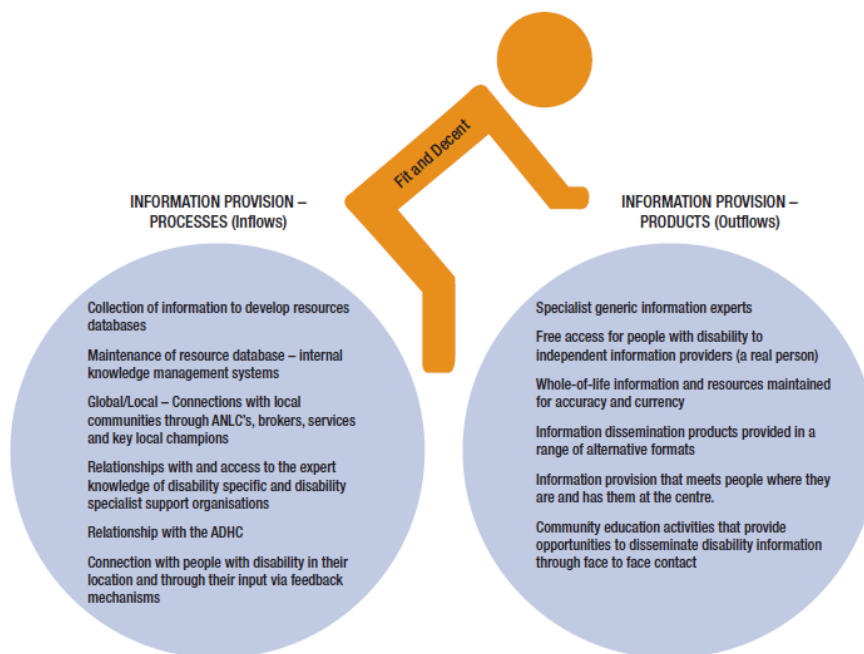 Fit and Decent
INFORMATION PROVISION –
PROCESSES (Inflows)
Collection of information to develop resources
databases
Maintenance of resource database – internal
knowledge management systems
Global/Local – Connections with local
communities through ANLC's, brokers, services
and key local champions
Relationships with and access to the expert
knowledge of disability specific and disability
specialist support organisations
Relationship with the ADHC
Connection with people with disability in their
location and through their input via feedback
mechanisms
INFORMATION PROVISION –
PRODUCTS (Outflows)
Specialist generic information experts
Free access for people with disability to
independent information providers (a real person)
Whole-of-life information and resources maintained
for accuracy and currency
Information dissemination products provided in a
range of alternative formats
Information provision that meets people where they
are and has them at the centre.
Community education activities that provide
opportunities to disseminate disability information
through face to face contact